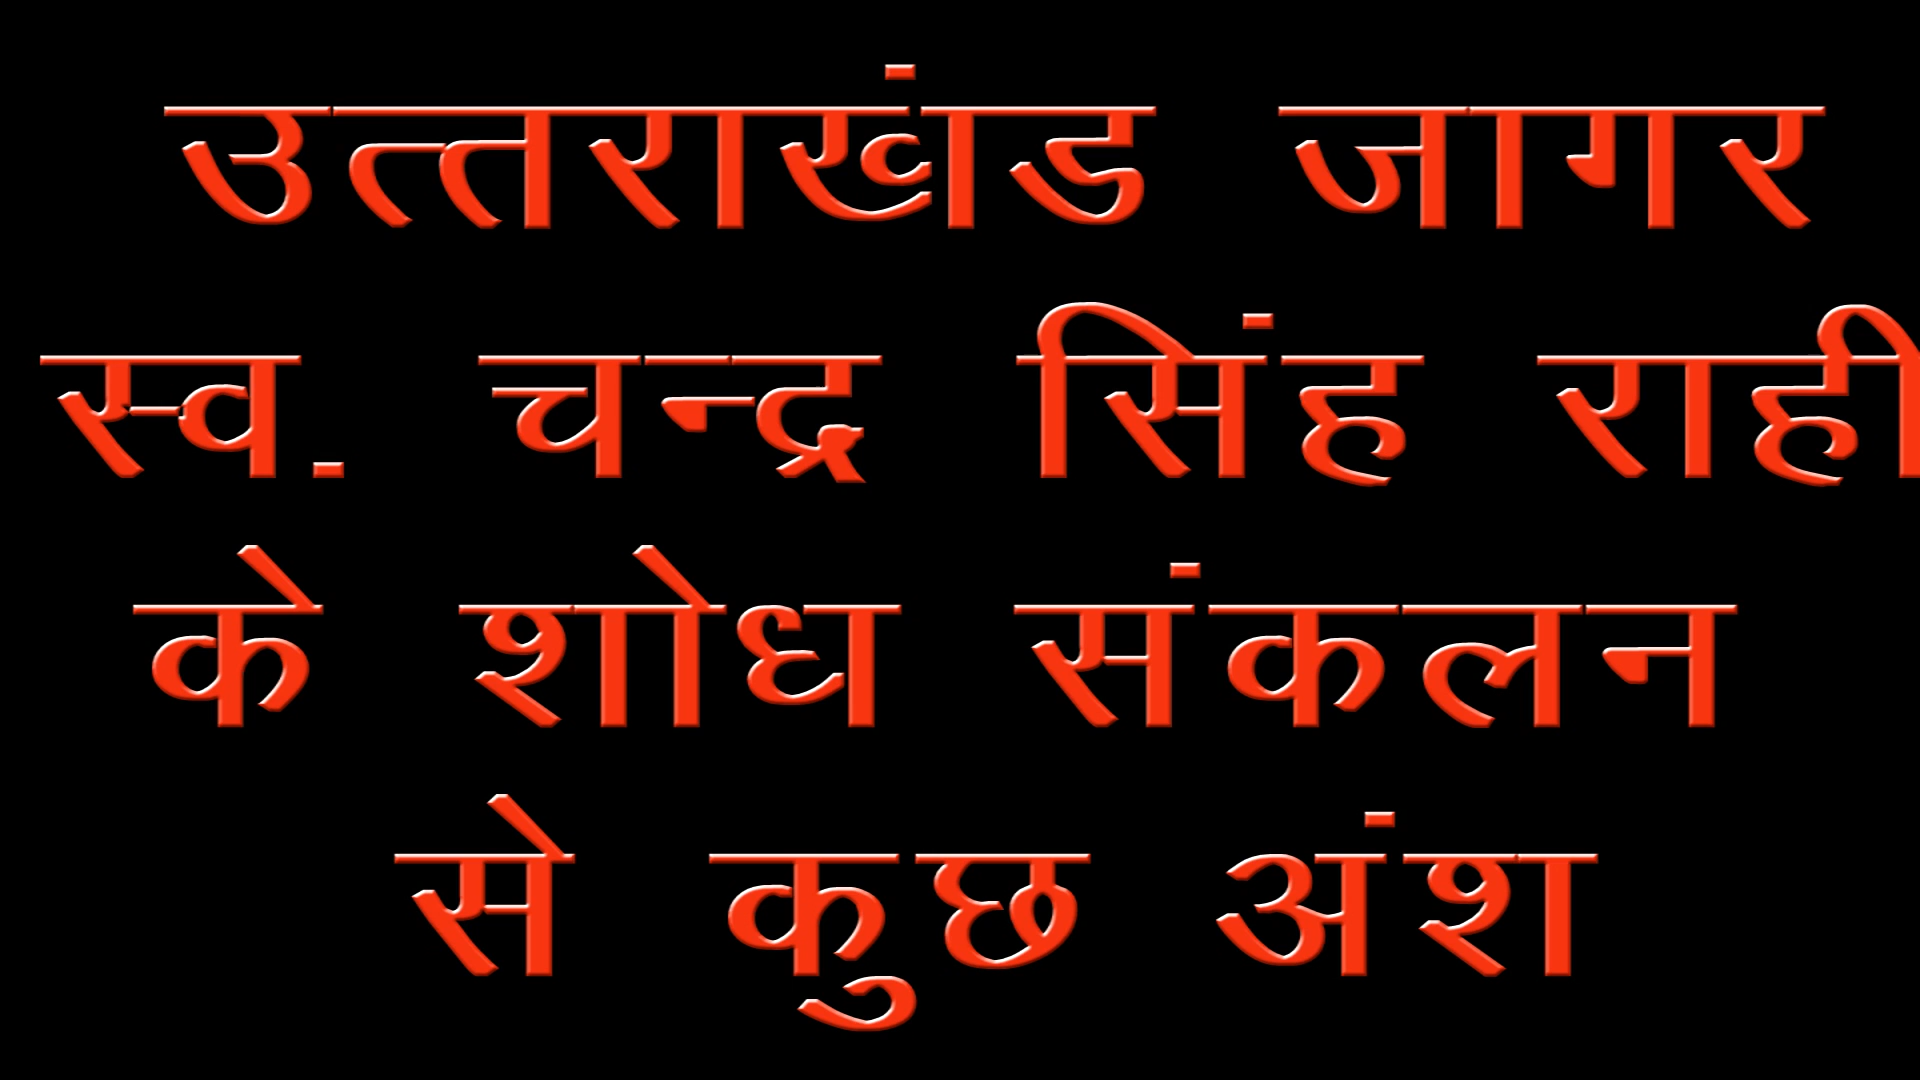 उत्तराखंड जागर
स्व. चन्द्र सिंह राही
के शोध संकलन
से कुछ अंश